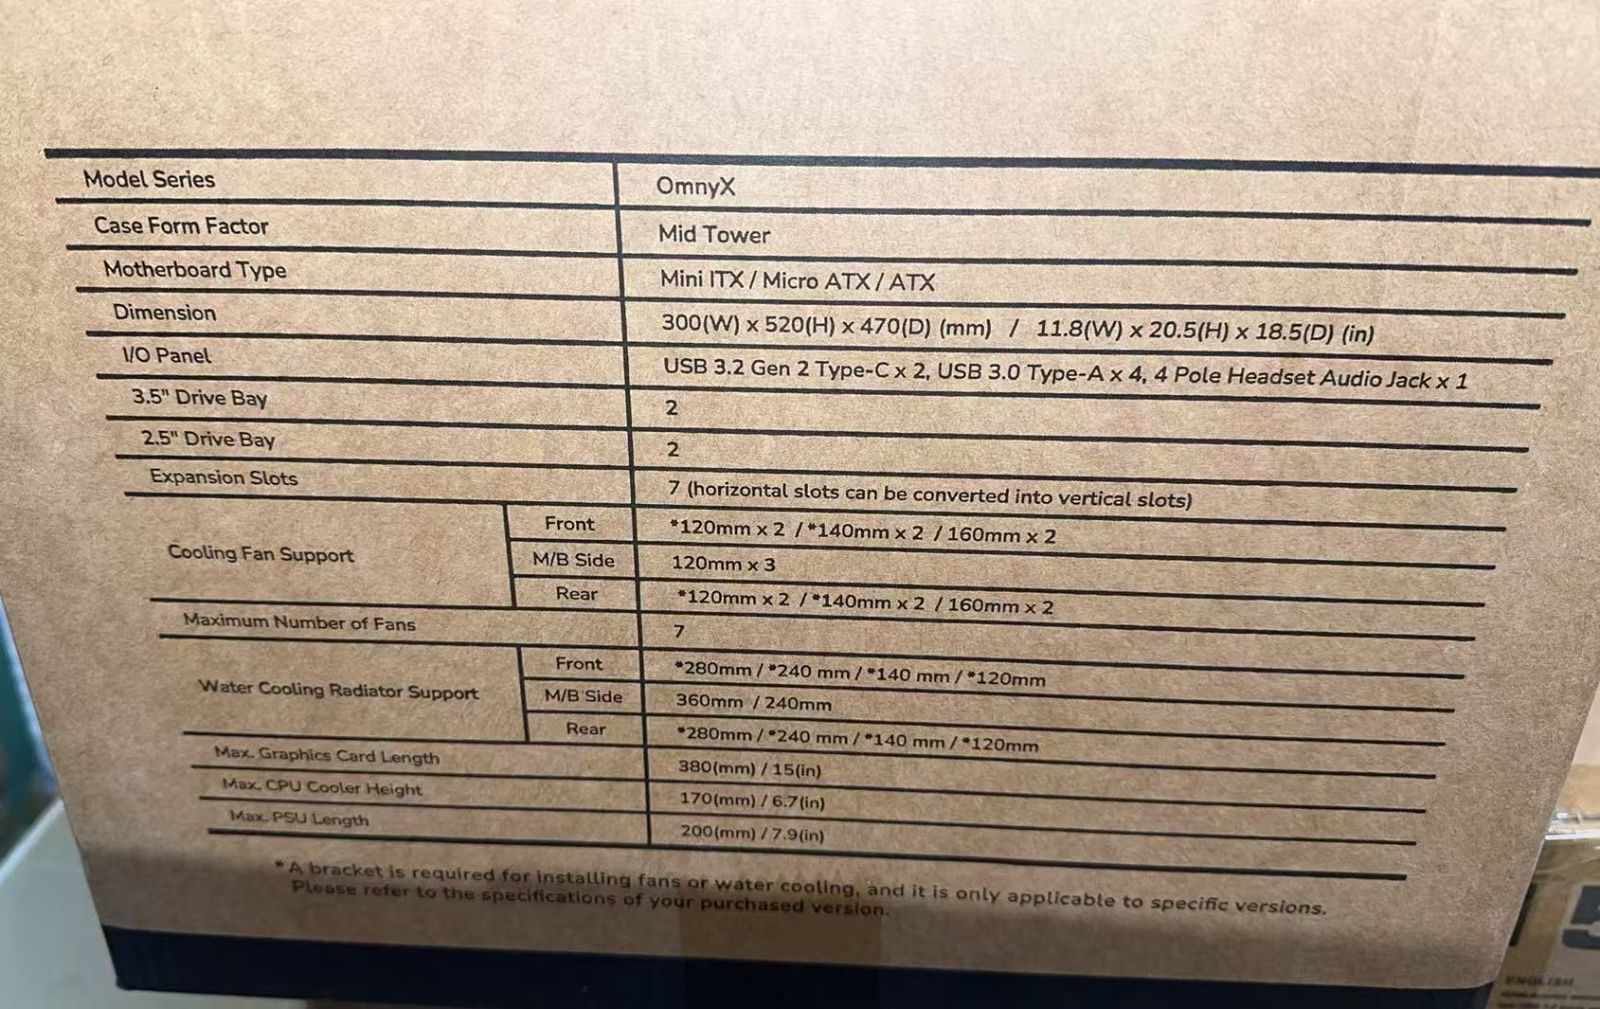 Model Series OmnyX
Case Form Factor Mid Tower
Motherboard Type Mini ITX / Micro ATX / ATX
Dimension 300(W) x 520(H) x 470(D) (mm) / 11.8(W) x 20.5(H) x 18.5(D) (in)
I/O Panel USB 3.2 Gen 2 Type-C x 2, USB 3.0 Type-A x 4, 4 Pole Headset Audio Jack x 1
3.5" Drive Bay 2
2.5" Drive Bay 2
Expansion Slots 7 (horizontal slots can be converted into vertical slots)
Cooling Fan Support
Front *120mm x 2 / *140mm x 2 / 160mm x 2
M/B Side 120mm x 3
Rear *120mm x 2 / *140mm x 2 / 160mm x 2
Maximum Number of Fans 7
Water Cooling Radiator Support
Front *280mm / *240 mm / *140 mm / *120mm
M/B Side 360mm / 240mm
Rear *280mm / *240 mm / *140 mm / *120mm
Max. Graphics Card Length 380(mm) / 15(in)
Max. CPU Cooler Height 170(mm) / 6.7(in)
Max. PSU Length 200(mm) / 7.9(in)
* A bracket is required for installing fans or water cooling, and it is only applicable to specific versions.
Please refer to the specifications of your purchased version.
ENGLISH